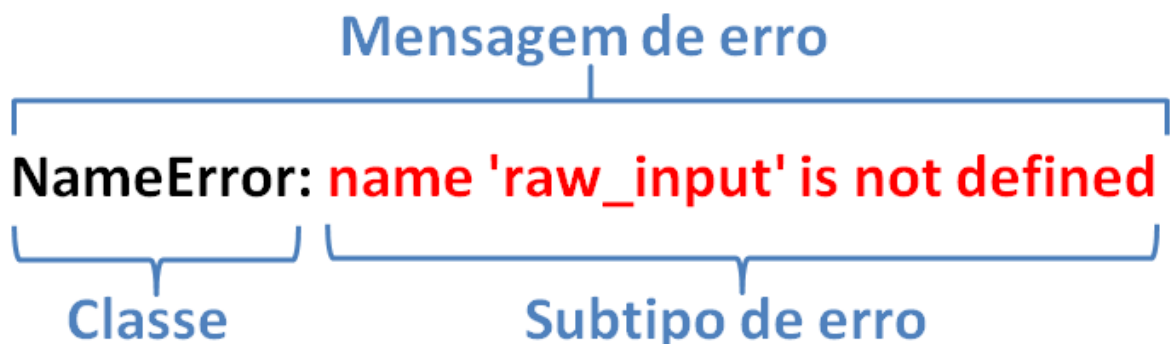 Mensagem de erro
NameError: name 'raw_input' is not defined
Classe
Subtipo de erro